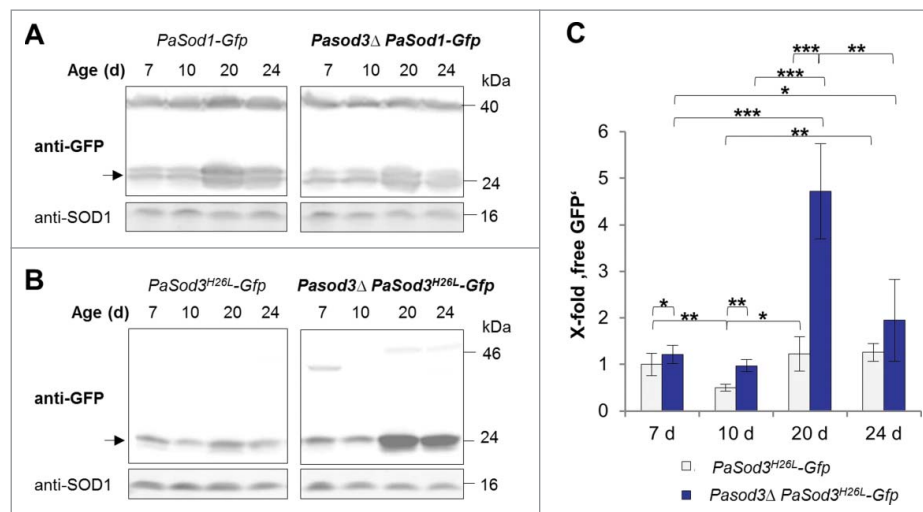 A
PaSod1-Gfp
Pasod3Δ PaSod1-Gfp
Age (d) 7 10 20 24 7 10 20 24 kDa
40
anti-GFP
24
anti-SOD1
16
B
PaSod3H26L-Gfp
Pasod3Δ PaSod3H26L-Gfp
Age (d) 7 10 20 24 7 10 20 24 kDa
46
anti-GFP
24
anti-SOD1
16
C
*** **
***
*
***
**
6
5
4
3
2
1
0
X-fold ‚free GFP‘
* ** ** *
7 d 10 d 20 d 24 d
PaSod3H26L-Gfp
Pasod3Δ PaSod3H26L-Gfp